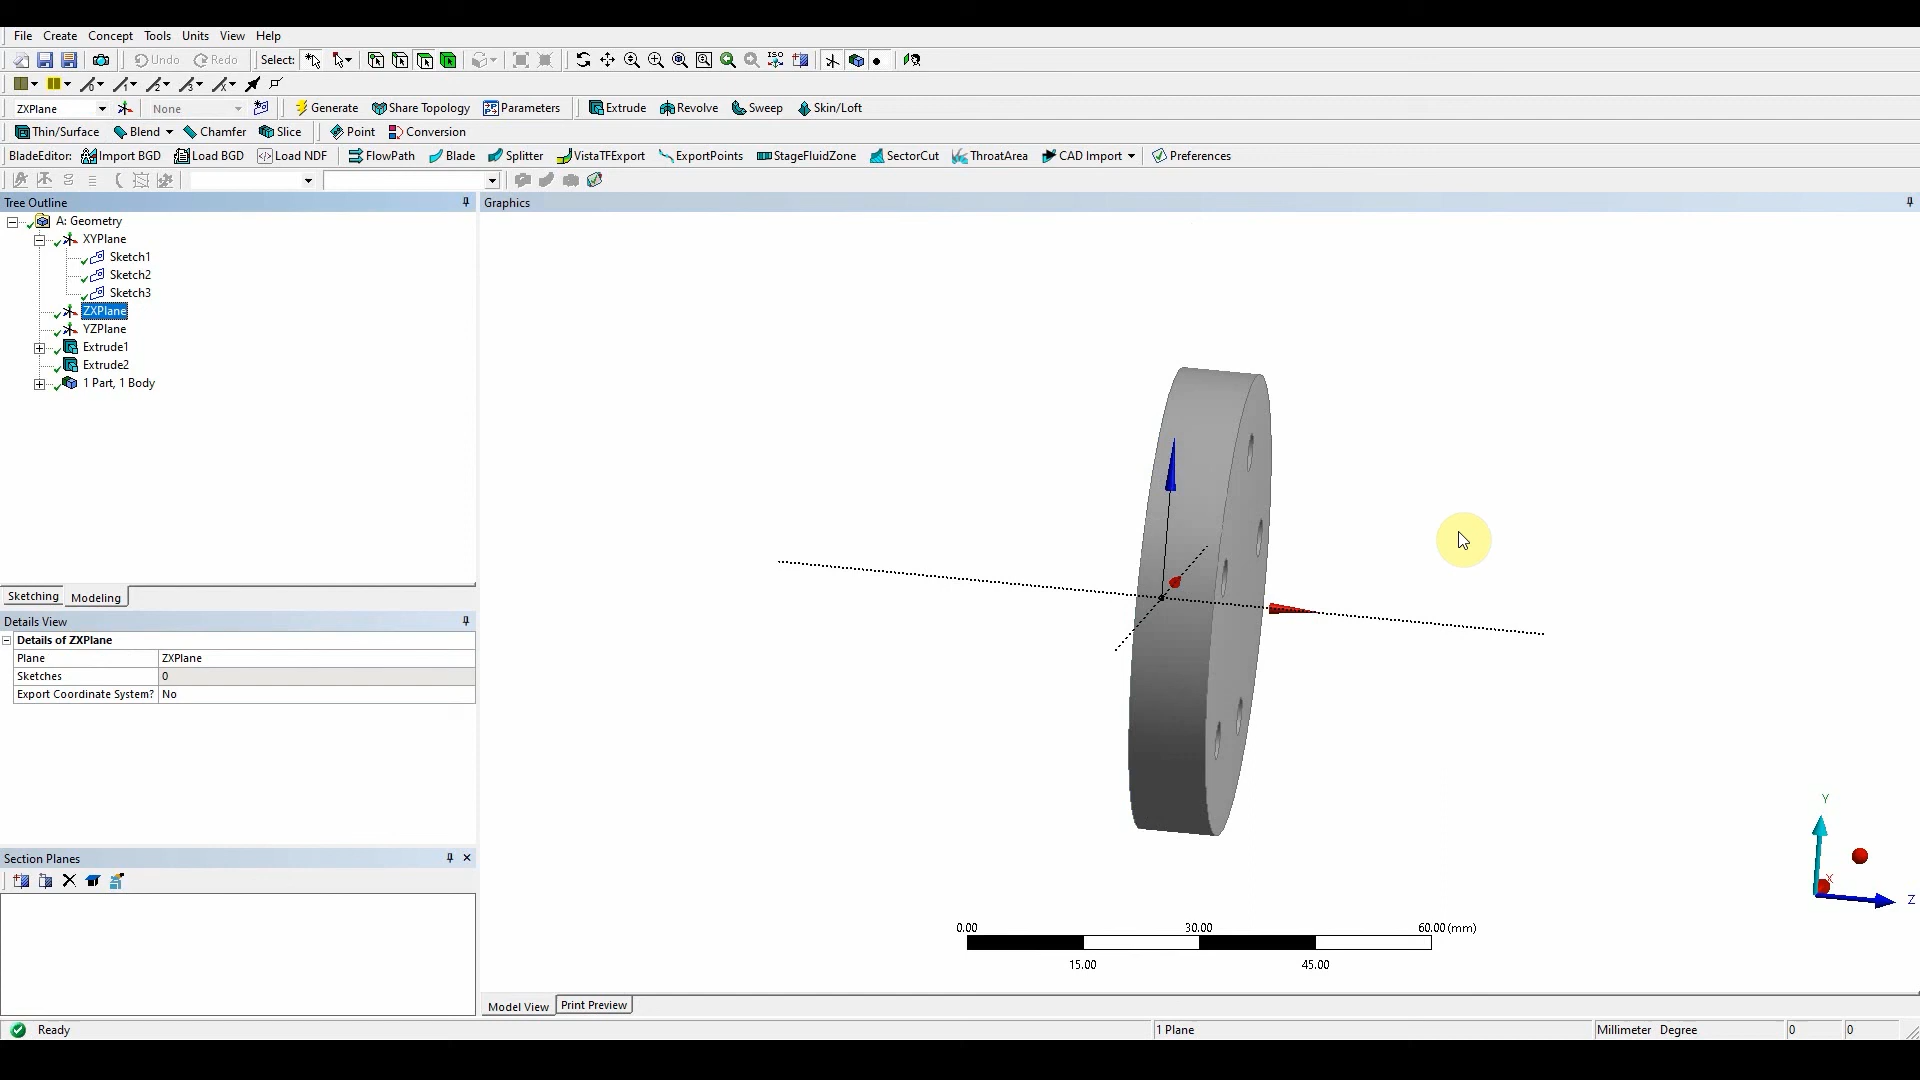 File Create Concept Tools Units View Help
Undo Redo Select: ISO
ZXPlane None Generate Share Topology Parameters Extrude Revolve Sweep Skin/Loft
Thin/Surface Blend Chamfer Slice Point Conversion
BladeEditor: Import BGD Load BGD Load NDF FlowPath Blade Splitter VistaTFExport ExportPoints StageFluidZone SectorCut ThroatArea CAD Import Preferences
Tree Outline
A: Geometry
XYPlane
Sketch1
Sketch2
Sketch3
ZXPlane
YZPlane
Extrude1
Extrude2
1 Part, 1 Body
Sketching Modeling
Details View
Details of ZXPlane
Plane ZXPlane
Sketches 0
Export Coordinate System? No
Section Planes
Graphics
Y
X
Z
0.00 30.00 60.00 (mm)
15.00 45.00
Model View Print Preview
Ready 1 Plane Millimeter Degree 0 0